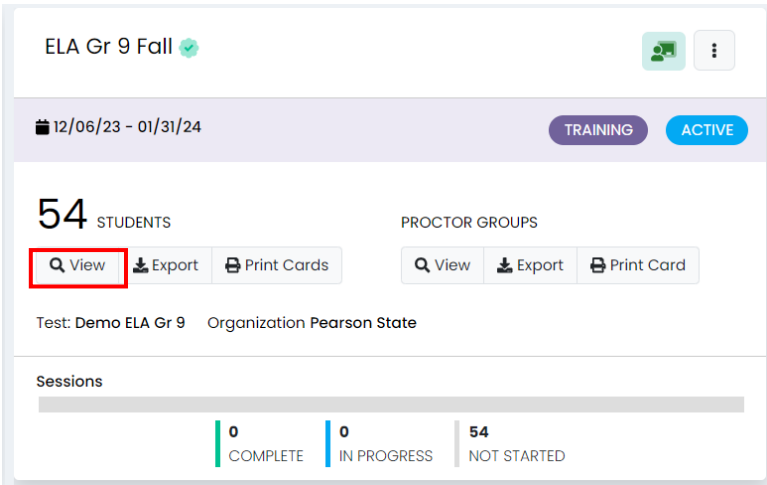 ELA Gr 9 Fall
12/06/23 - 01/31/24 TRAINING ACTIVE
54 STUDENTS PROCTOR GROUPS
View Export Print Cards View Export Print Card
Test: Demo ELA Gr 9 Organization Pearson State
Sessions
0 0 54
COMPLETE IN PROGRESS NOT STARTED